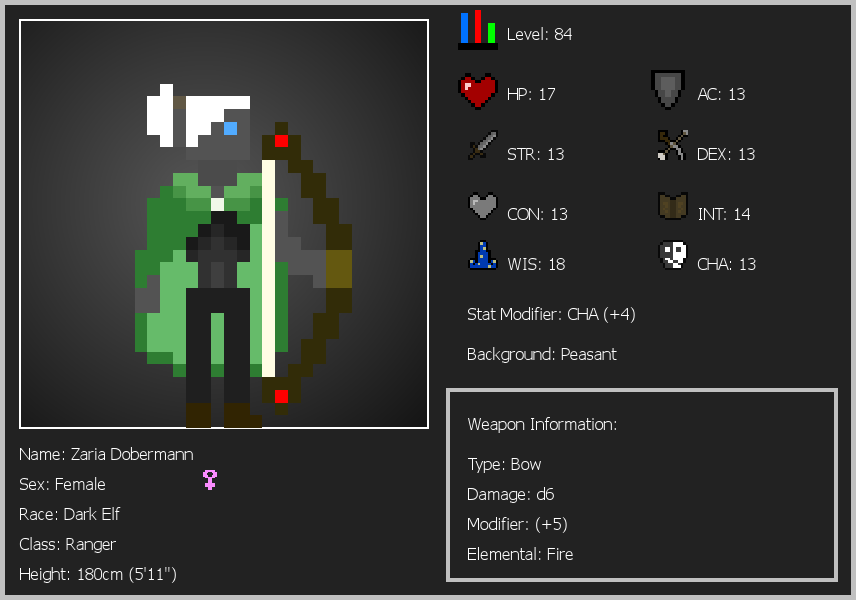 Level: 84
HP: 17
AC: 13
STR: 13
DEX: 13
CON: 13
INT: 14
WIS: 18
CHA: 13
Stat Modifier: CHA (+4)
Background: Peasant
Weapon Information:
Type: Bow
Damage: d6
Modifier: (+5)
Elemental: Fire
Name: Zaria Dobermann
Sex: Female
Race: Dark Elf
Class: Ranger
Height: 180cm (5'11")